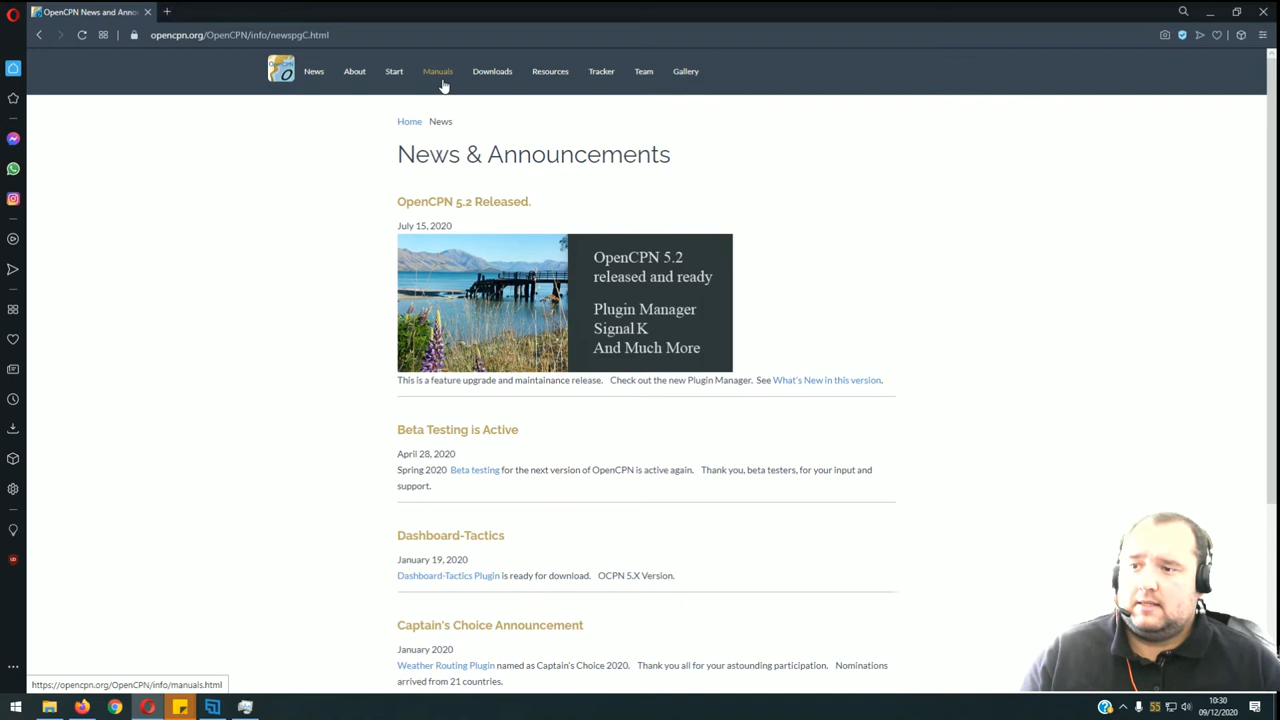 OpenCPN News and Anno
opencpn.org/OpenCPN/info/newspgC.html
OpenCPN
News About Start Manuals Downloads Resources Tracker Team Gallery
Home News
News & Announcements
OpenCPN 5.2 Released.
July 15, 2020
OpenCPN 5.2
released and ready
Plugin Manager
Signal K
And Much More
This is a feature upgrade and maintainance release. Check out the new Plugin Manager. See What's New in this version.
Beta Testing is Active
April 28, 2020
Spring 2020 Beta testing for the next version of OpenCPN is active again. Thank you, beta testers, for your input and
support.
Dashboard-Tactics
January 19, 2020
Dashboard-Tactics Plugin is ready for download. OCPN 5.X Version.
Captain's Choice Announcement
January 2020
Weather Routing Plugin named as Captain's Choice 2020. Thank you all for your astounding participation. Nominations
arrived from 21 countries.
https://opencpn.org/OpenCPN/info/manuals.html
55
10:30
09/12/2020